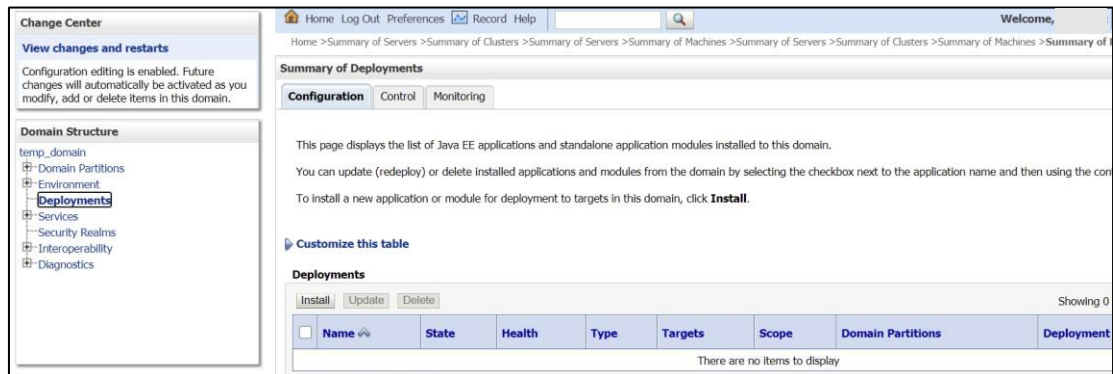 Change Center
View changes and restarts
Configuration editing is enabled. Future
changes will automatically be activated as you
modify, add or delete items in this domain.
Domain Structure
temp_domain
Domain Partitions
Environment
Deployments
Services
Security Realms
Interoperability
Diagnostics
Home Log Out Preferences Record Help
Welcome,
Home >Summary of Servers >Summary of Clusters >Summary of Servers >Summary of Machines >Summary of Servers >Summary of Clusters >Summary of Machines >Summary of
Summary of Deployments
Configuration Control Monitoring
This page displays the list of Java EE applications and standalone application modules installed to this domain.
You can update (redeploy) or delete installed applications and modules from the domain by selecting the checkbox next to the application name and then using the
To install a new application or module for deployment to targets in this domain, click Install.
Customize this table
Deployments
Install Update Delete Showing 0
Name State Health Type Targets Scope Domain Partitions Deployment
There are no items to display